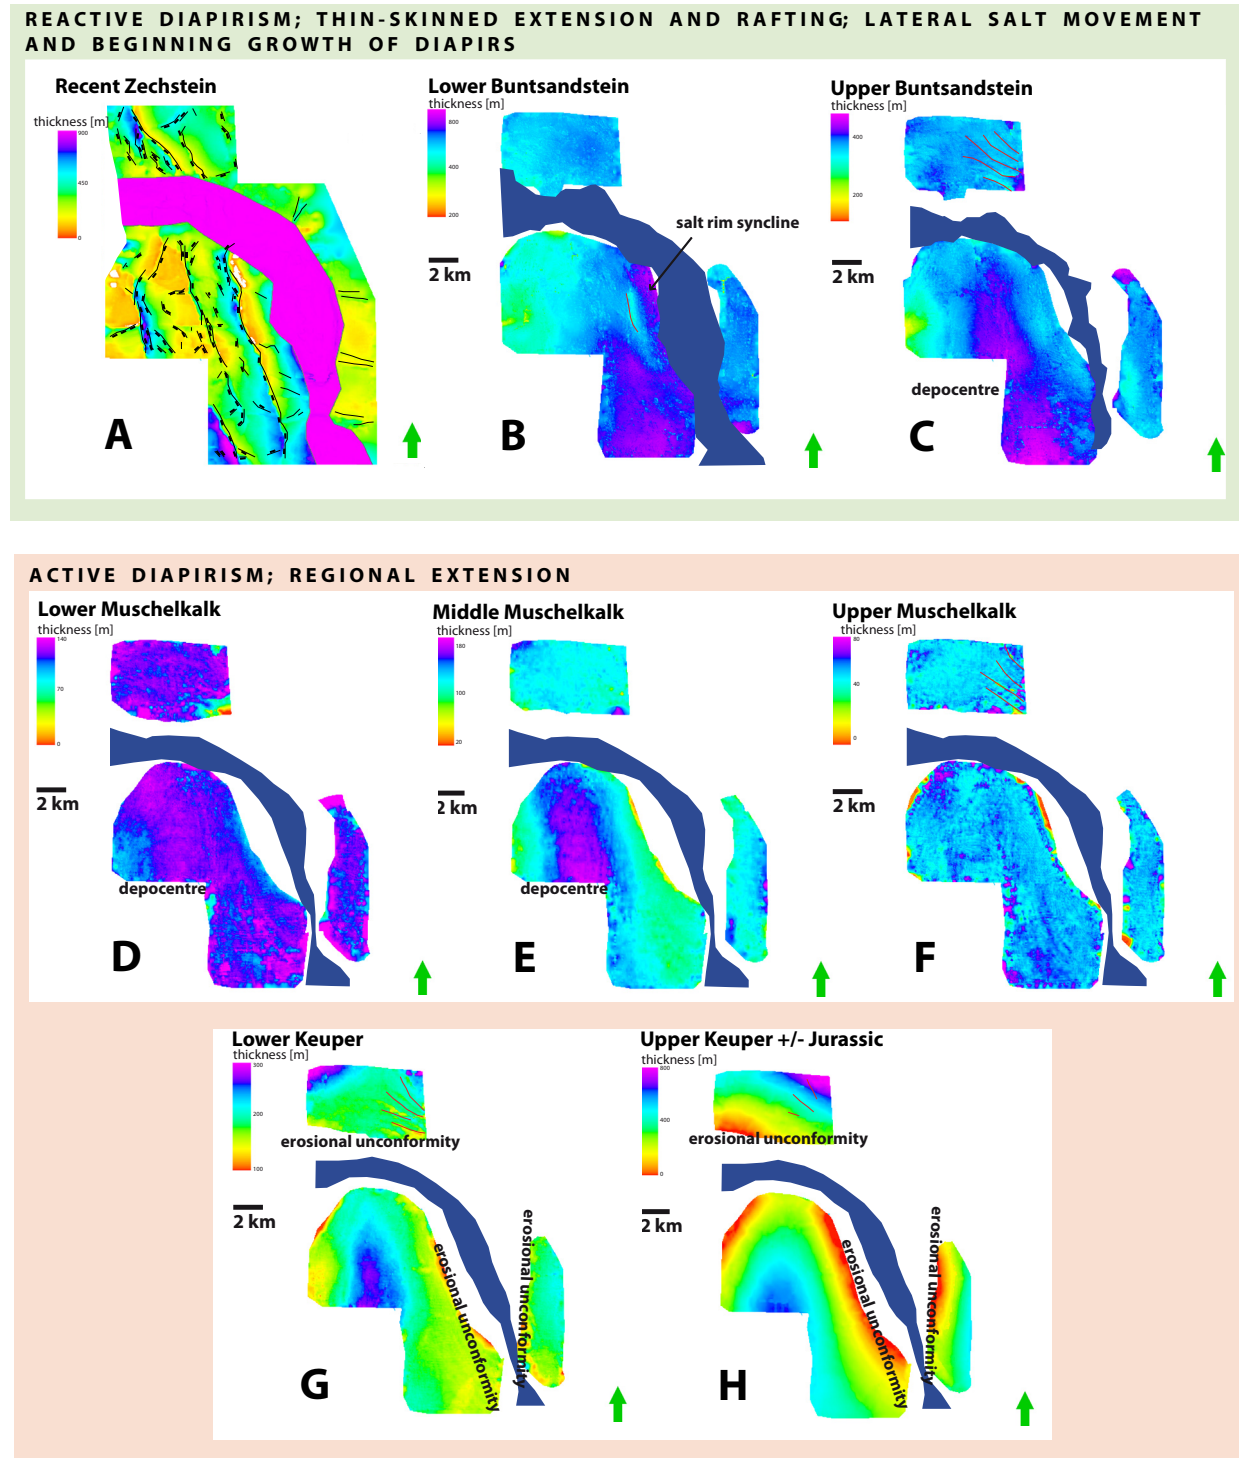 REACTIVE DIAPIRISM; THIN-SKINNED EXTENSION AND RAFTING; LATERAL SALT MOVEMENT
AND BEGINNING GROWTH OF DIAPIRS
Recent Zechstein
thickness [m]
900
450
0
A
Lower Buntsandstein
thickness [m]
800
400
200
2 km
salt rim syncline
B
Upper Buntsandstein
thickness [m]
400
200
2 km
depocentre
C
ACTIVE DIAPIRISM; REGIONAL EXTENSION
Lower Muschelkalk
thickness [m]
140
70
0
2 km
depocentre
D
Middle Muschelkalk
thickness [m]
180
100
20
2 km
depocentre
E
Upper Muschelkalk
thickness [m]
80
40
0
2 km
F
Lower Keuper
thickness [m]
300
200
100
erosional unconformity
2 km
erosional unconformity
erosional unconformity
G
Upper Keuper +/- Jurassic
thickness [m]
800
400
0
erosional unconformity
2 km
erosional unconformity
erosional unconformity
H